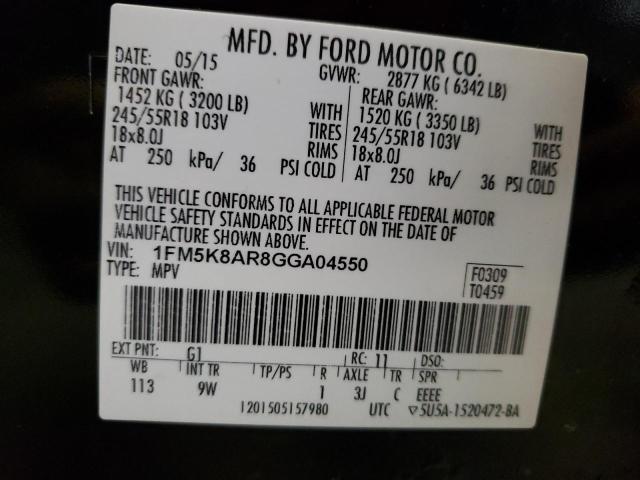 MFD. BY FORD MOTOR CO.
DATE: 05/15 GVWR: 2877 KG ( 6342 LB)
FRONT GAWR: REAR GAWR:
1452 KG ( 3200 LB) WITH 1520 KG ( 3350 LB) WITH
245/55R18 103V TIRES 245/55R18 103V TIRES
18x8.0J RIMS 18x8.0J RIMS
AT 250 kPa/ 36 PSI COLD AT 250 kPa/ 36 PSI COLD
THIS VEHICLE CONFORMS TO ALL APPLICABLE FEDERAL MOTOR
VEHICLE SAFETY STANDARDS IN EFFECT ON THE DATE OF
MANUFACTURE SHOWN ABOVE.
VIN: 1FM5K8AR8GGA04550
TYPE: MPV
F0309
T0459
EXT PNT: G1 RC: 11 DSO:
WB INT TR TP/PS R AXLE TR SPR
113 9W 1 3J C EEEE
1201505157980 UTC ▽5U5A-1520472-BA